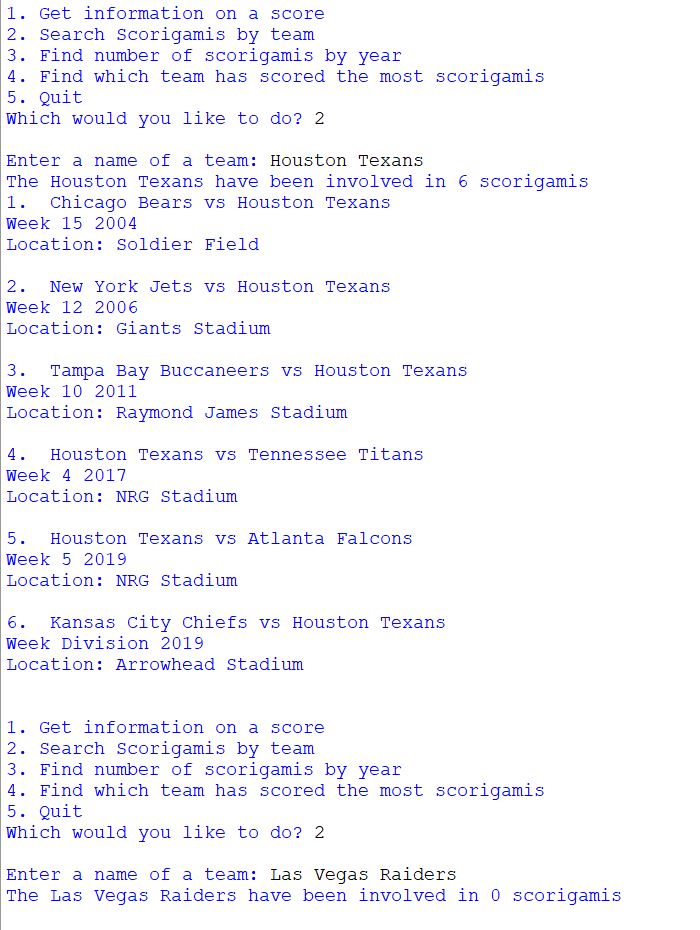 1. Get information on a score
2. Search Scorigamis by team
3. Find number of scorigamis by year
4. Find which team has scored the most scorigamis
5. Quit
Which would you like to do? 2
Enter a name of a team: Houston Texans
The Houston Texans have been involved in 6 scorigamis
1.  Chicago Bears vs Houston Texans
Week 15 2004
Location: Soldier Field
2.  New York Jets vs Houston Texans
Week 12 2006
Location: Giants Stadium
3.  Tampa Bay Buccaneers vs Houston Texans
Week 10 2011
Location: Raymond James Stadium
4.  Houston Texans vs Tennessee Titans
Week 4 2017
Location: NRG Stadium
5.  Houston Texans vs Atlanta Falcons
Week 5 2019
Location: NRG Stadium
6.  Kansas City Chiefs vs Houston Texans
Week Division 2019
Location: Arrowhead Stadium
1. Get information on a score
2. Search Scorigamis by team
3. Find number of scorigamis by year
4. Find which team has scored the most scorigamis
5. Quit
Which would you like to do? 2
Enter a name of a team: Las Vegas Raiders
The Las Vegas Raiders have been involved in 0 scorigamis